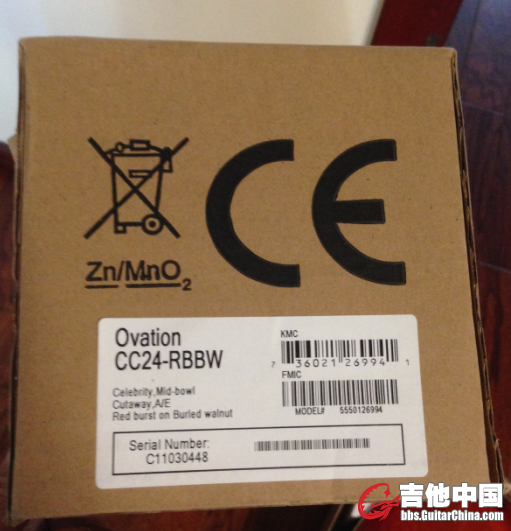 CE
Zn/MnO2
Ovation
CC24-RBBW
Celebrity,Mid-bowl
Cutaway,A/E
Red burst on Burled walnut
KMC
7 36021 26994 1
FMIC
MODEL# 5550126994
Serial Number:
C11030448
吉他中国
bbs.GuitarChina.com